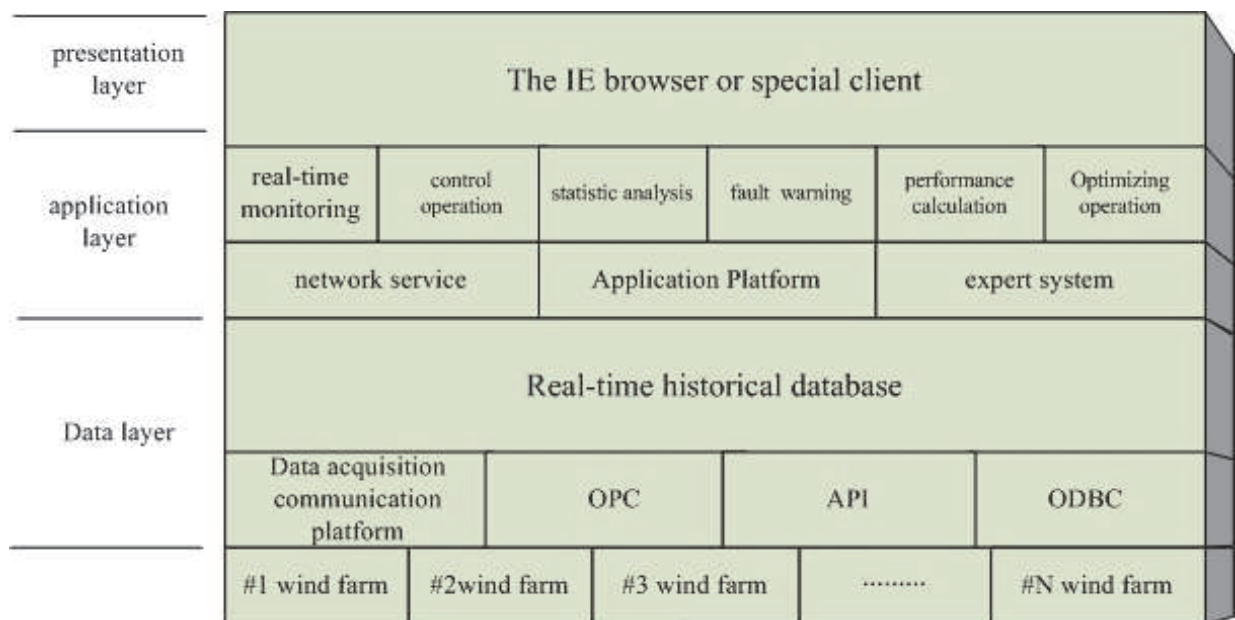 presentation
layer
The IE browser or special client
application
layer
real-time
monitoring
control
operation
statistic analysis
fault warning
performance
calculation
Optimizing
operation
network service
Application Platform
expert system
Data layer
Real-time historical database
Data acquisition
communication
platform
OPC
API
ODBC
#1 wind farm
#2wind farm
#3 wind farm
.........
#N wind farm